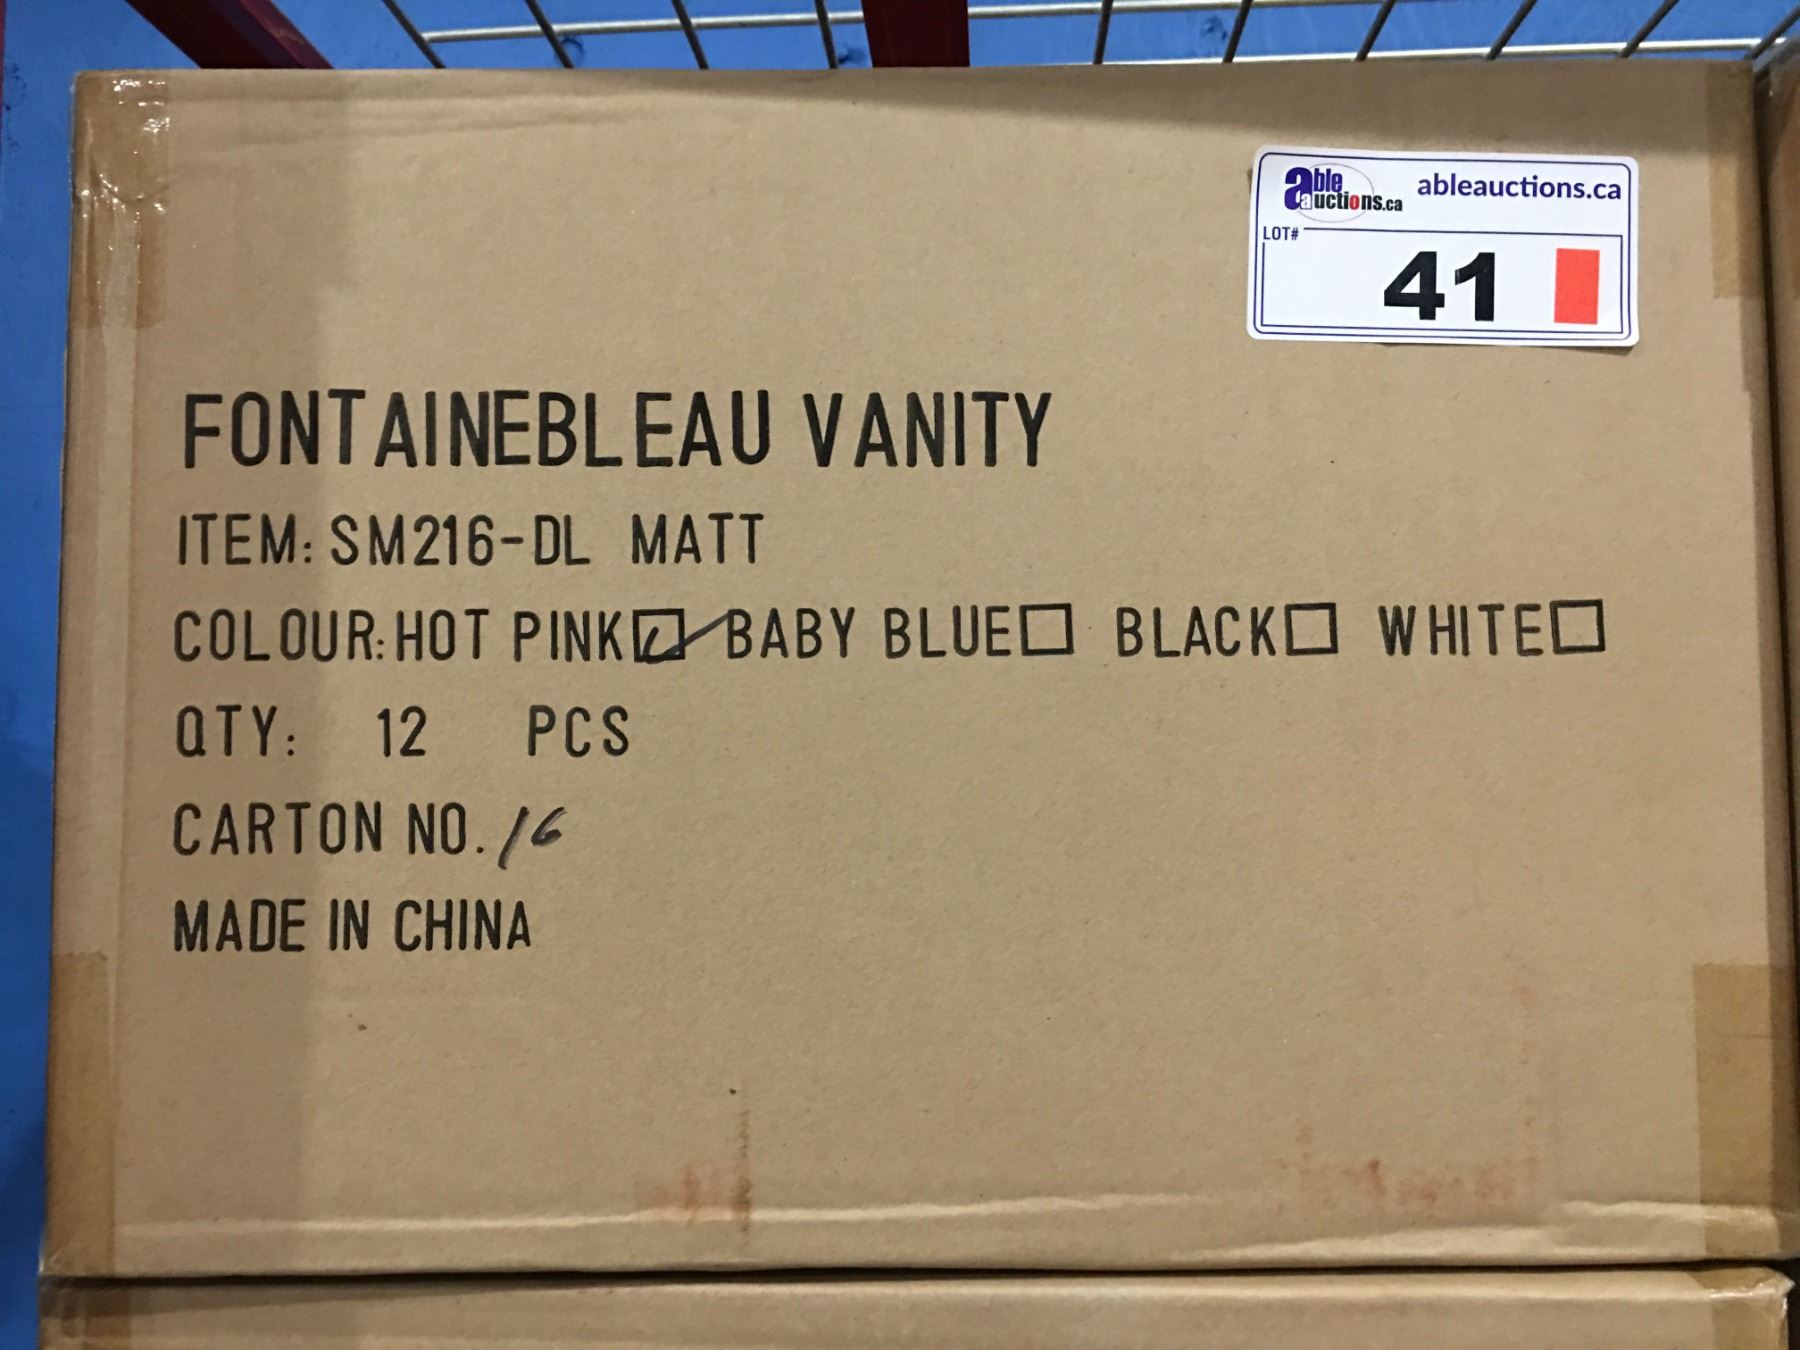 able auctions.ca ableauctions.ca
LOT#
41
FONTAINEBLEAU VANITY
ITEM: SM216-DL MATT
COLOUR: HOT PINK☑ BABY BLUE☐ BLACK☐ WHITE☐
QTY: 12 PCS
CARTON NO. 16
MADE IN CHINA